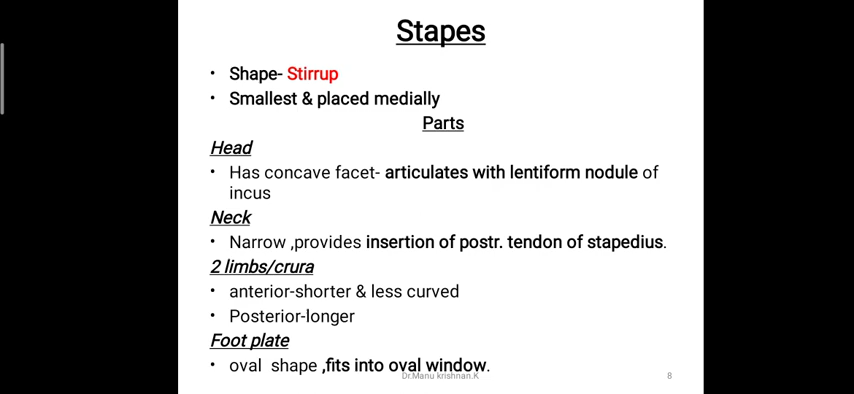 Stapes
• Shape- Stirrup
• Smallest & placed medially
Parts
Head
• Has concave facet- articulates with lentiform nodule of
incus
Neck
• Narrow ,provides insertion of postr. tendon of stapedius.
2 limbs/crura
• anterior-shorter & less curved
• Posterior-longer
Foot plate
• oval shape ,fits into oval window.
Dr.Manu krishnan.K
8